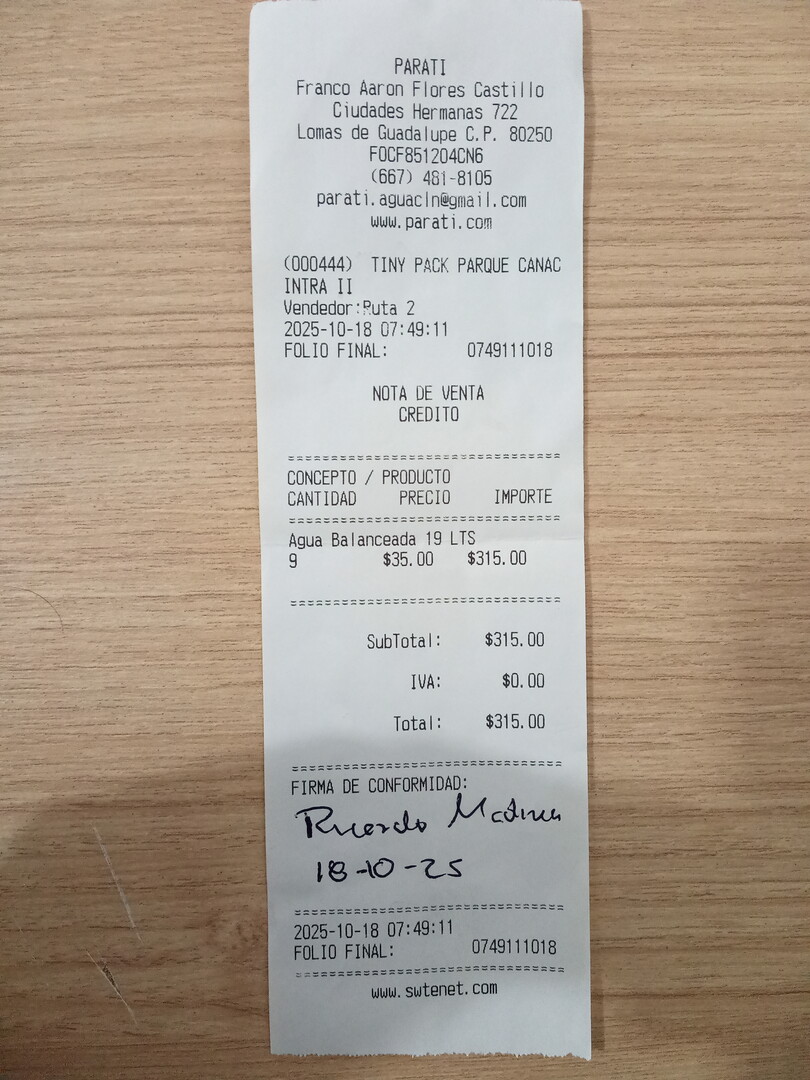 PARATI
Franco Aaron Flores Castillo
Ciudades Hermanas 722
Lomas de Guadalupe C.P. 80250
FOCF851204CN6
(667) 481-8105
parati.aguacln@gmail.com
www.parati.com
(000444) TINY PACK PARQUE CANAC
INTRA II
Vendedor:Ruta 2
2025-10-18 07:49:11
FOLIO FINAL: 0749111018
NOTA DE VENTA
CREDITO
===============================
CONCEPTO / PRODUCTO
CANTIDAD PRECIO IMPORTE
===============================
Agua Balanceada 19 LTS
9 $35.00 $315.00
===============================
SubTotal: $315.00
IVA: $0.00
Total: $315.00
===============================
FIRMA DE CONFORMIDAD:
Ricardo
18-10-25
===============================
2025-10-18 07:49:11
FOLIO FINAL: 0749111018
===============================
www.swtenet.com